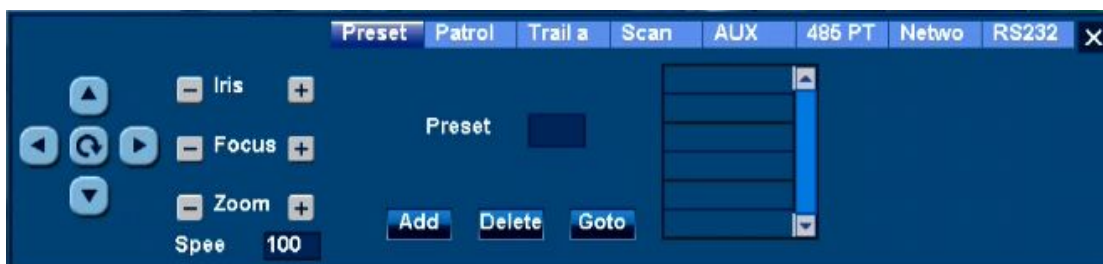 Preset Patrol Trail a Scan AUX 485 PT Netwo RS232 X
− Iris +
− Focus +
− Zoom +
Spee 100
Preset
Add Delete Goto